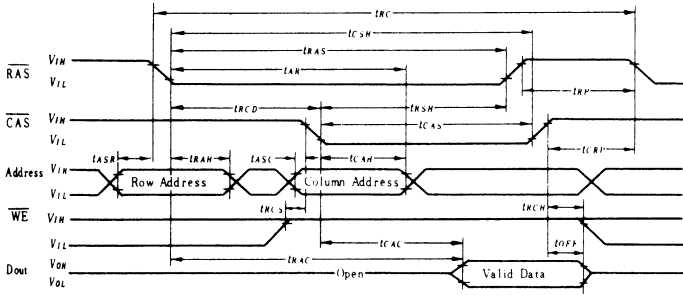 tRC
tCSH
tRAS
tAR
RAS VIH
VIL
tRP
tRCD tRSH
CAS VIH
VIL
tCAS
tCRP
tASR tRAH tASC tCAH
Address VIH
VIL
Row Address Column Address
WE VIH
VIL
tRCS tRCH
tCAC tOFF
tRAC
Dout VOH
VOL
Open Valid Data